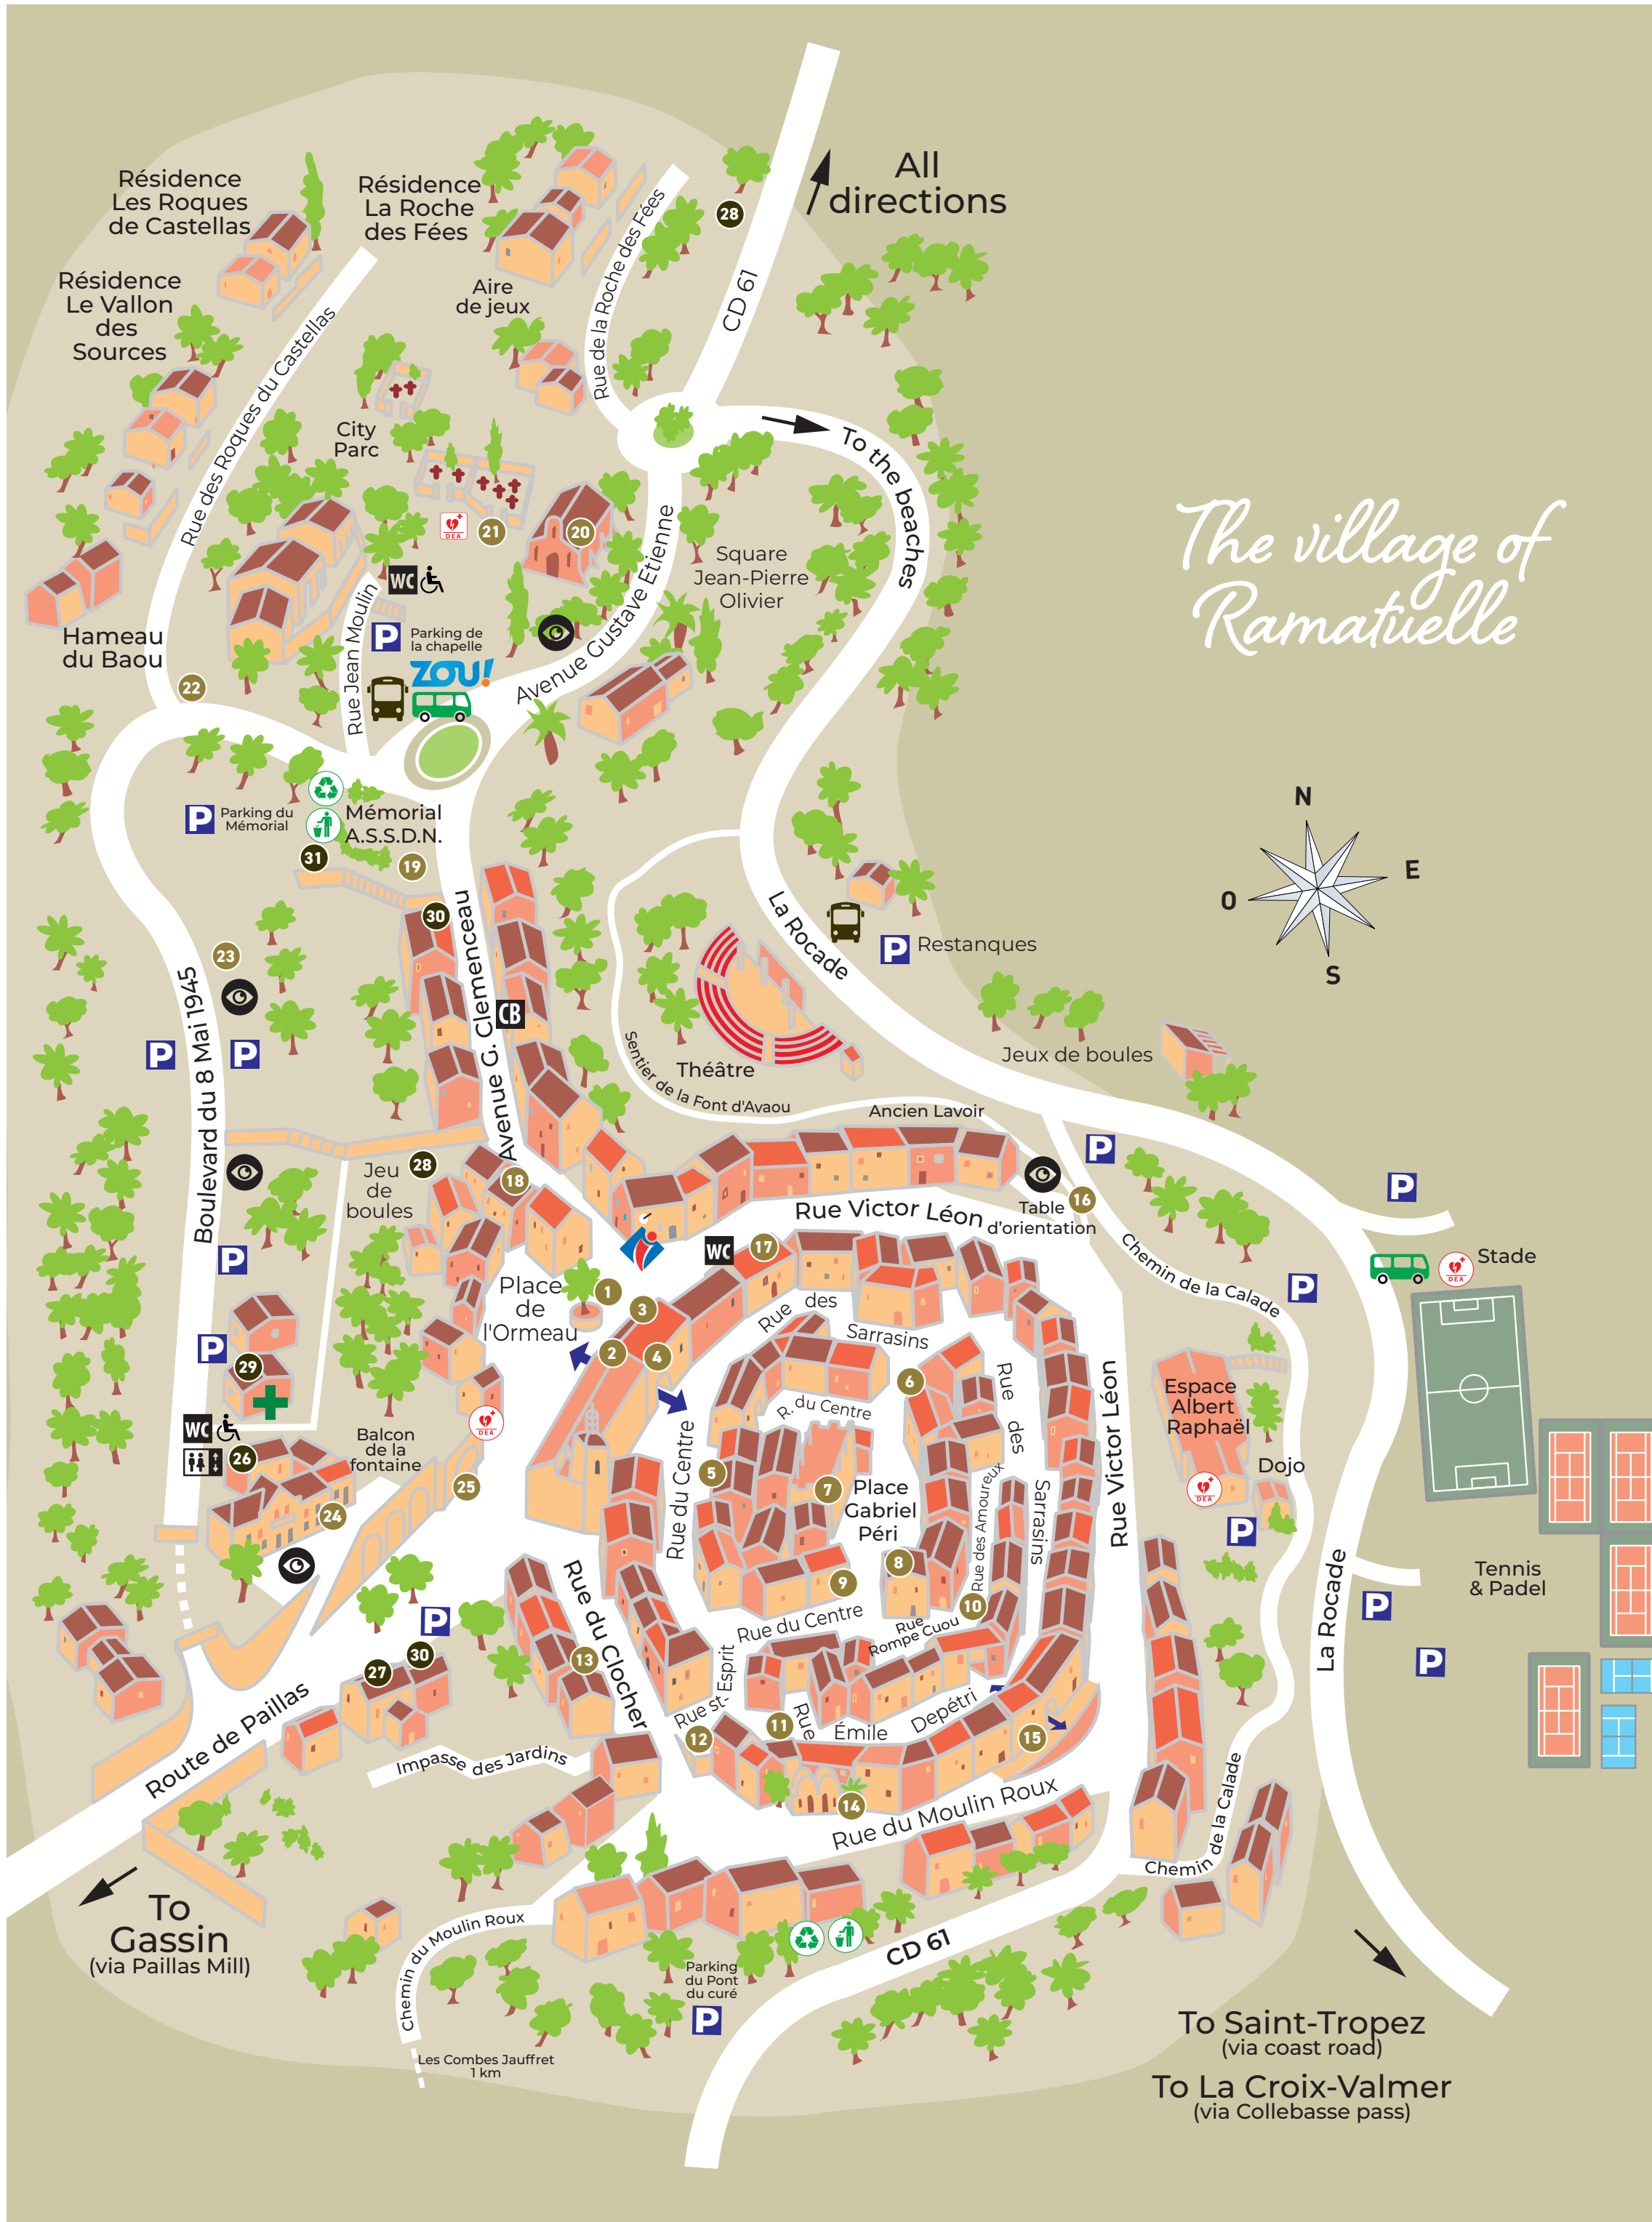 All
directions
Résidence
Les Roques
de Castellas
Résidence
La Roche
des Fées
28
Rue de la Roche des Fées
CD 61
Résidence
Le Vallon
des
Sources
Aire
de jeux
Rue des Roques du Castellas
City
Parc
To the beaches
DEA
21
20
The village of
Ramatuelle
Square
Jean-Pierre
Olivier
WC
Hameau
du Baou
P
Parking de
la chapelle
ZOU!
Rue Jean Moulin
Avenue Gustave Etienne
22
P
Parking du
Mémorial
Mémorial
A.S.S.D.N.
31
19
N
E
O
S
30
La Rocade
P
Restanques
23
Boulevard du 8 Mai 1945
Avenue G. Clemenceau
CB
P
P
Jeux de boules
Théâtre
Sentier de la Font d'Avaou
Ancien Lavoir
P
Jeu
de
boules
28
18
P
Table
d'orientation
16
Rue Victor Léon
WC
17
Chemin de la Calade
Stade
DEA
P
P
Place
de
l'Ormeau
1
3
2
4
Rue des
Sarrasins
P
29
6
Rue des
Sarrasins
R. du Centre
Rue Victor Léon
Espace
Albert
Raphaël
DEA
WC
26
Balcon
de la
fontaine
DEA
25
24
Rue du Centre
5
7
Place
Gabriel
Péri
Rue des Amoureux
Dojo
P
8
9
10
Rue du Centre
Rue
Rompe Cuou
La Rocade
Tennis
& Padel
P
P
P
27
30
13
Rue du Clocher
Rue st-Esprit
12
11
Rue
Émile
Depétri
15
14
Route de Paillas
Impasse des Jardins
Rue du Moulin Roux
Chemin de la Calade
To
Gassin
(via Paillas Mill)
Chemin du Moulin Roux
CD 61
Parking
du Pont
du curé
P
Les Combes Jauffret
1 km
To Saint-Tropez
(via coast road)
To La Croix-Valmer
(via Collebasse pass)